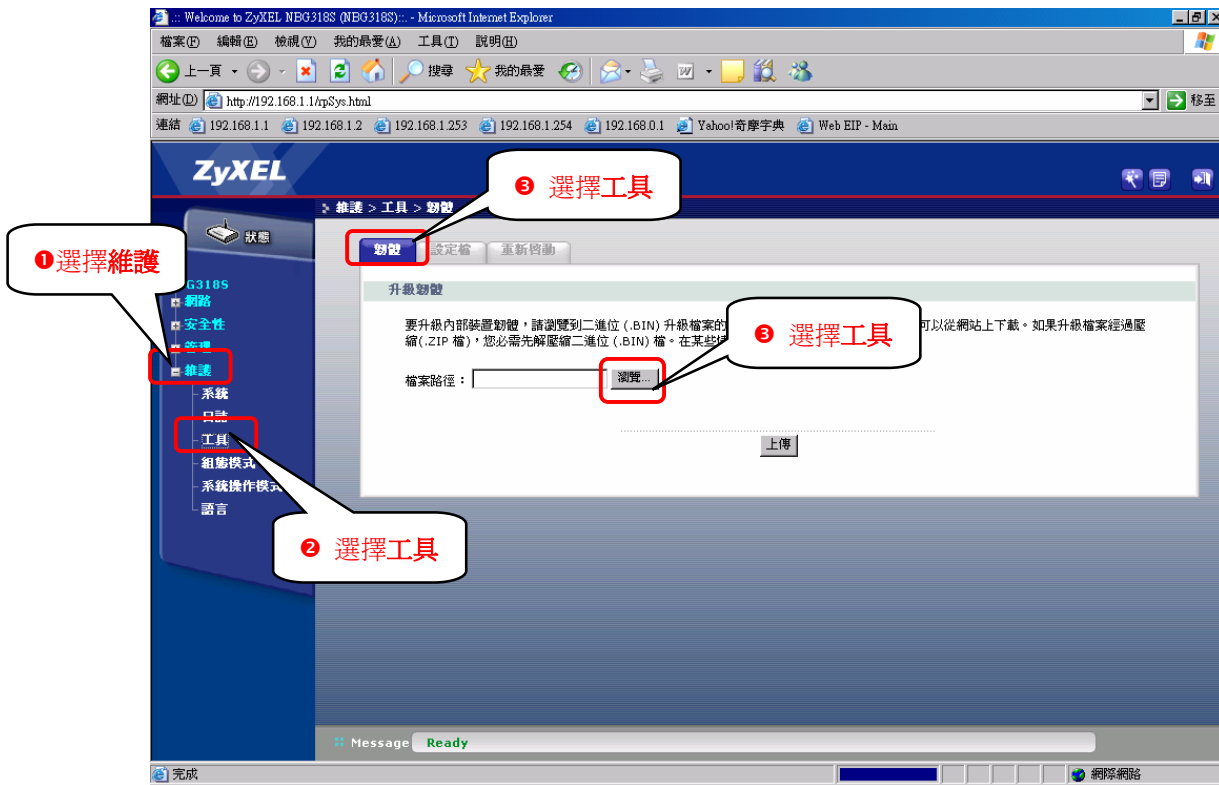 .:: Welcome to ZyXEL NBG318S (NBG318S)::. - Microsoft Internet Explorer
檔案(F) 編輯(E) 檢視(V) 我的最愛(A) 工具(T) 說明(H)
上一頁 搜尋 我的最愛
網址(D) http://192.168.1.1/rpSys.html 移至
連結 192.168.1.1 192.168.1.2 192.168.1.253 192.168.1.254 192.168.0.1 Yahoo!奇摩字典 Web EIP - Main
ZyXEL
❸ 選擇工具
維護 > 工具 > 韌體
狀態
❶選擇維護
韌體 設定檔 重新啓動
G318S
網路
安全性
管理
維護
系統
日誌
工具
組態模式
系統操作模式
語言
升級韌體
要升級內部裝置韌體，請瀏覽到二進位 (.BIN) 升級檔案的 可以從網站上下載。如果升級檔案經過壓
縮(.ZIP 檔)，您必需先解壓縮二進位 (.BIN) 檔。在某些
❸ 選擇工具
檔案路徑： 瀏覽...
上傳
❷ 選擇工具
Message Ready
完成 網際網路